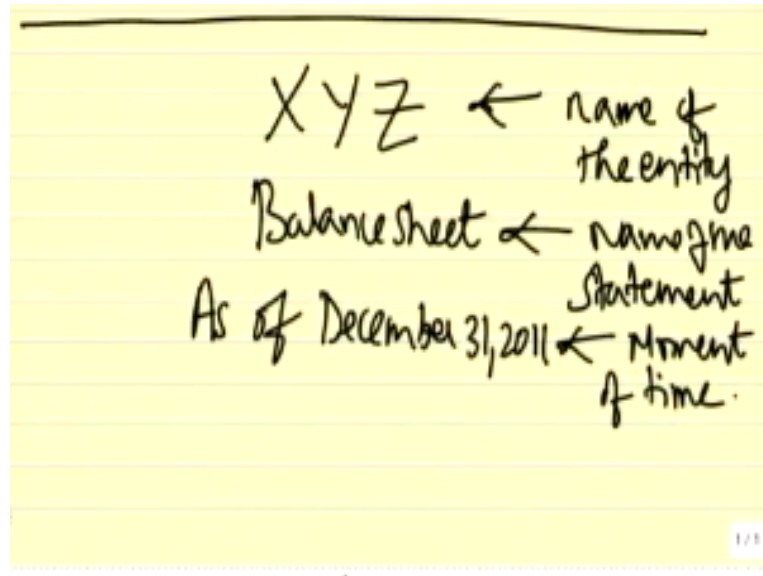 XYZ ← name of
the entity
Balance sheet ← name of the
statement
As of December 31, 2011 ← Moment
of time.
1/1